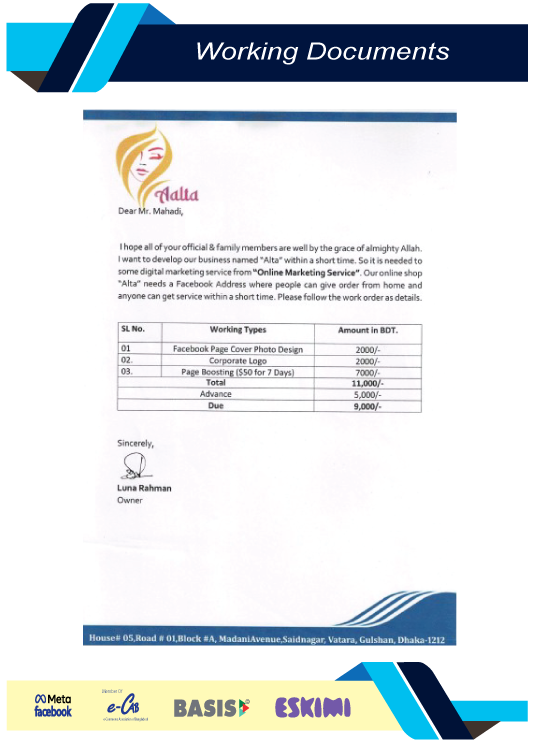 Working Documents
Aalta
Dear Mr. Mahadi,
I hope all of your official & family members are well by the grace of almighty Allah.
I want to develop our business named "Alta" within a short time. So it is needed to
some digital marketing service from "Online Marketing Service". Our online shop
"Alta" needs a Facebook Address where people can give order from home and
anyone can get service within a short time. Please follow the work order as details.
SL No. Working Types Amount in BDT.
01 Facebook Page Cover Photo Design 2000/-
02. Corporate Logo 2000/-
03. Page Boosting ($50 for 7 Days) 7000/-
Total 11,000/-
Advance 5,000/-
Due 9,000/-
Sincerely,
Luna Rahman
Owner
House# 05,Road # 01,Block #A, MadaniAvenue,Saidnagar, Vatara, Gulshan, Dhaka-1212
Meta
facebook
Member Of
e-CAB
BASIS
ESKIMI